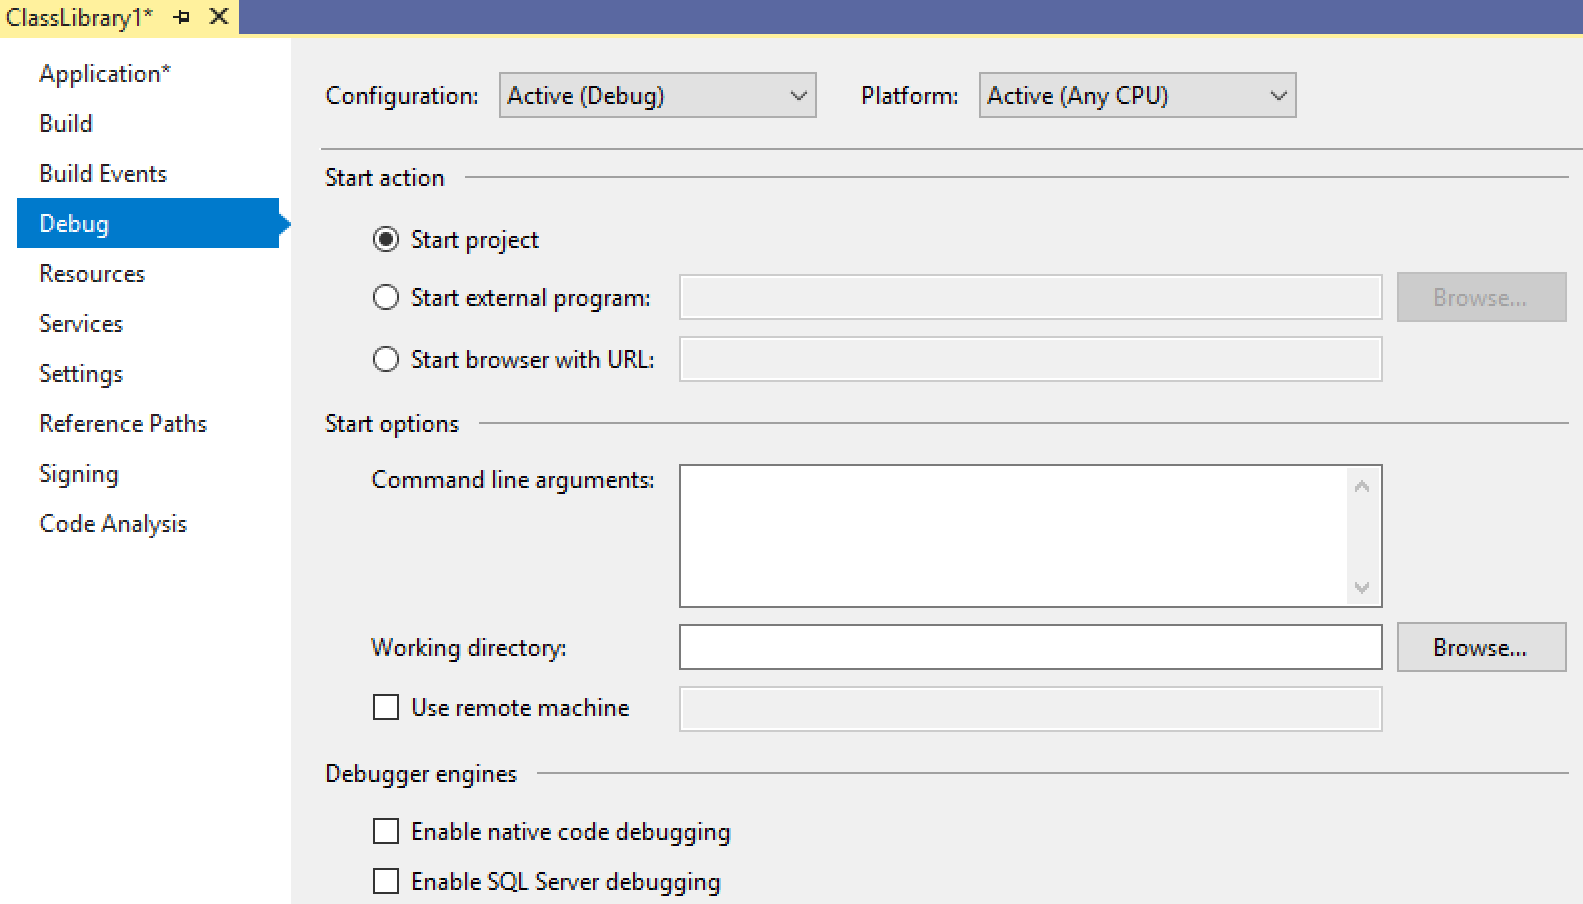 ClassLibrary1*
Application*
Build
Build Events
Debug
Resources
Services
Settings
Reference Paths
Signing
Code Analysis
Configuration: Active (Debug) Platform: Active (Any CPU)
Start action
Start project
Start external program: Browse...
Start browser with URL:
Start options
Command line arguments:
Working directory: Browse...
Use remote machine
Debugger engines
Enable native code debugging
Enable SQL Server debugging